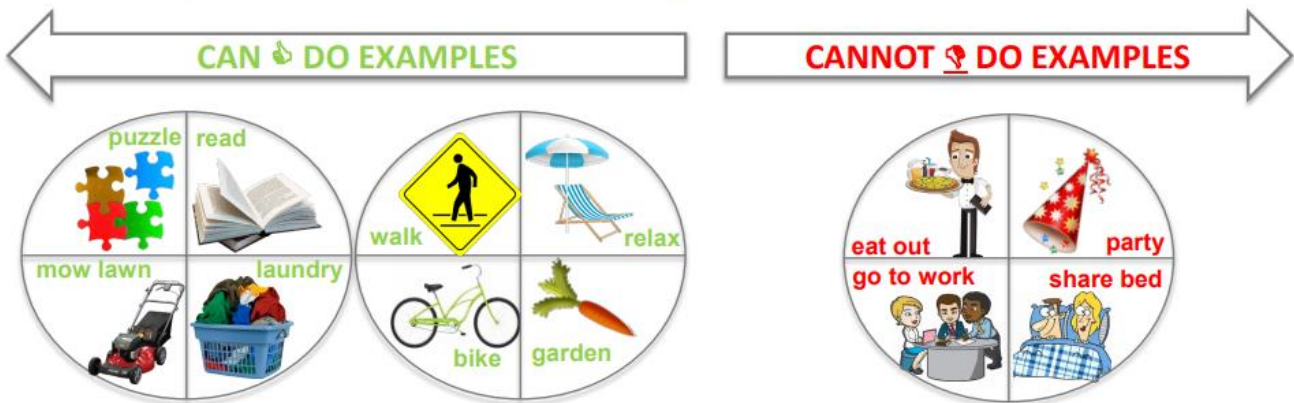 CAN 👍 DO EXAMPLES
CANNOT 👎 DO EXAMPLES
puzzle read
walk relax
mow lawn laundry
bike garden
eat out party
go to work share bed